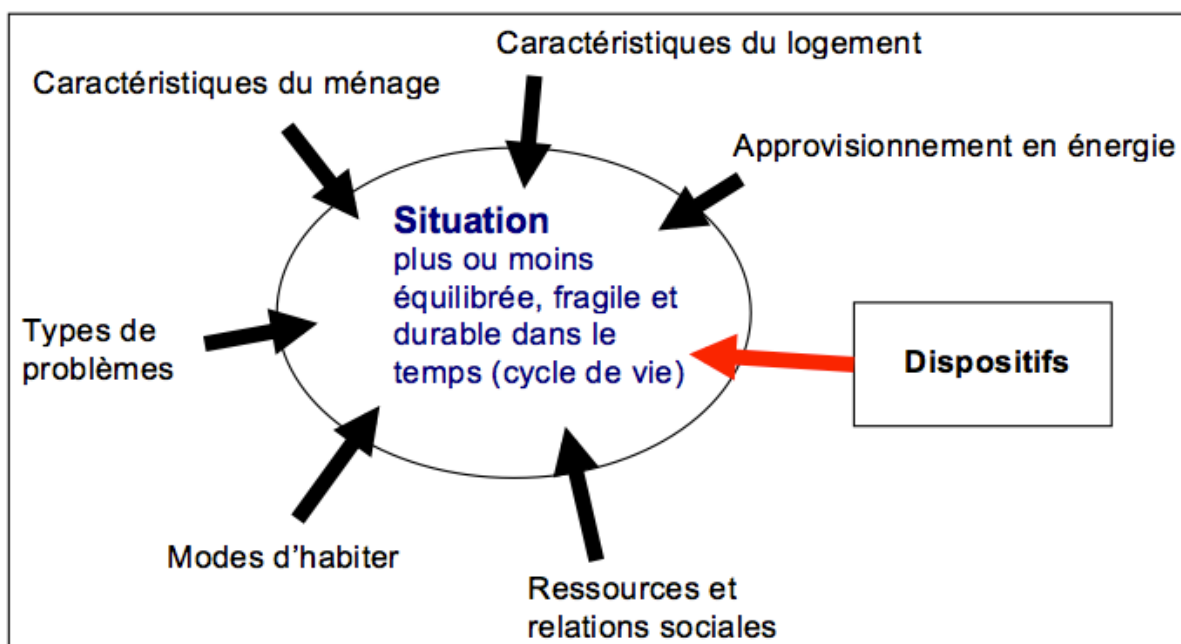 Caractéristiques du logement
Caractéristiques du ménage
Approvisionnement en énergie
Situation
plus ou moins
équilibrée, fragile et
durable dans le
temps (cycle de vie)
Types de
problèmes
Dispositifs
Modes d'habiter
Ressources et
relations sociales